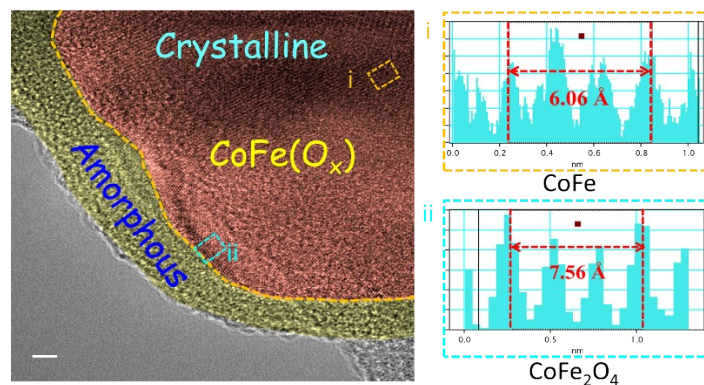 Crystalline
i
CoFe(Oₓ)
Amorphous
ii
i
6.06 Å
0.0 0.2 0.4 0.6 0.8 1.0
nm
CoFe
ii
7.56 Å
0.0 0.5 1.0
nm
CoFe₂O₄